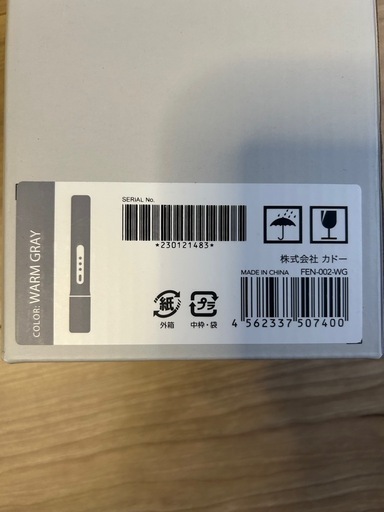 COLOR: WARM GRAY
SERIAL No.
*230121483*
株式会社 カドー
MADE IN CHINA FEN-002-WG
紙 プラ
外箱 中枠・袋
4 562337 507400